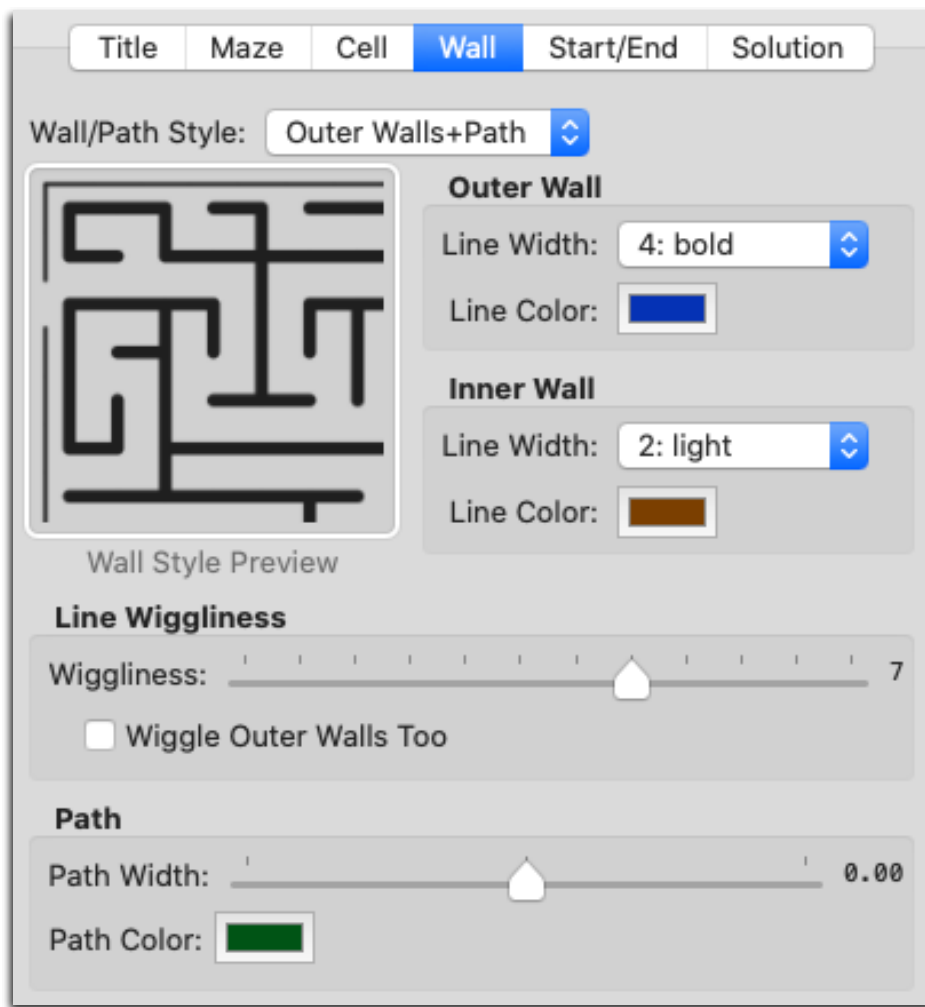 Title Maze Cell Wall Start/End Solution
Wall/Path Style: Outer Walls+Path
Wall Style Preview
Outer Wall
Line Width: 4: bold
Line Color:
Inner Wall
Line Width: 2: light
Line Color:
Line Wiggliness
Wiggliness: 7
Wiggle Outer Walls Too
Path
Path Width: 0.00
Path Color: